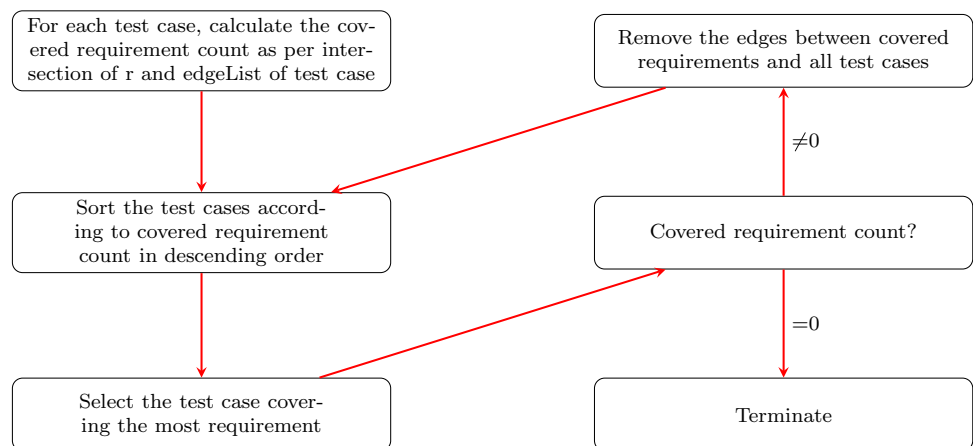 For each test case, calculate the cov-
ered requirement count as per inter-
section of r and edgeList of test case
Remove the edges between covered
requirements and all test cases
≠0
Sort the test cases accord-
ing to covered requirement
count in descending order
Covered requirement count?
=0
Select the test case cover-
ing the most requirement
Terminate